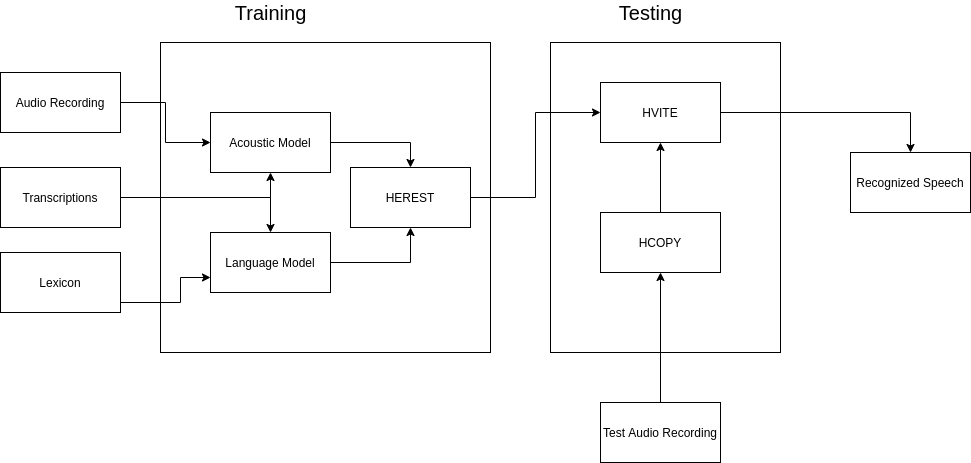 Training
Testing
Audio Recording
Acoustic Model
Transcriptions
HEREST
Language Model
Lexicon
HVITE
HCOPY
Recognized Speech
Test Audio Recording